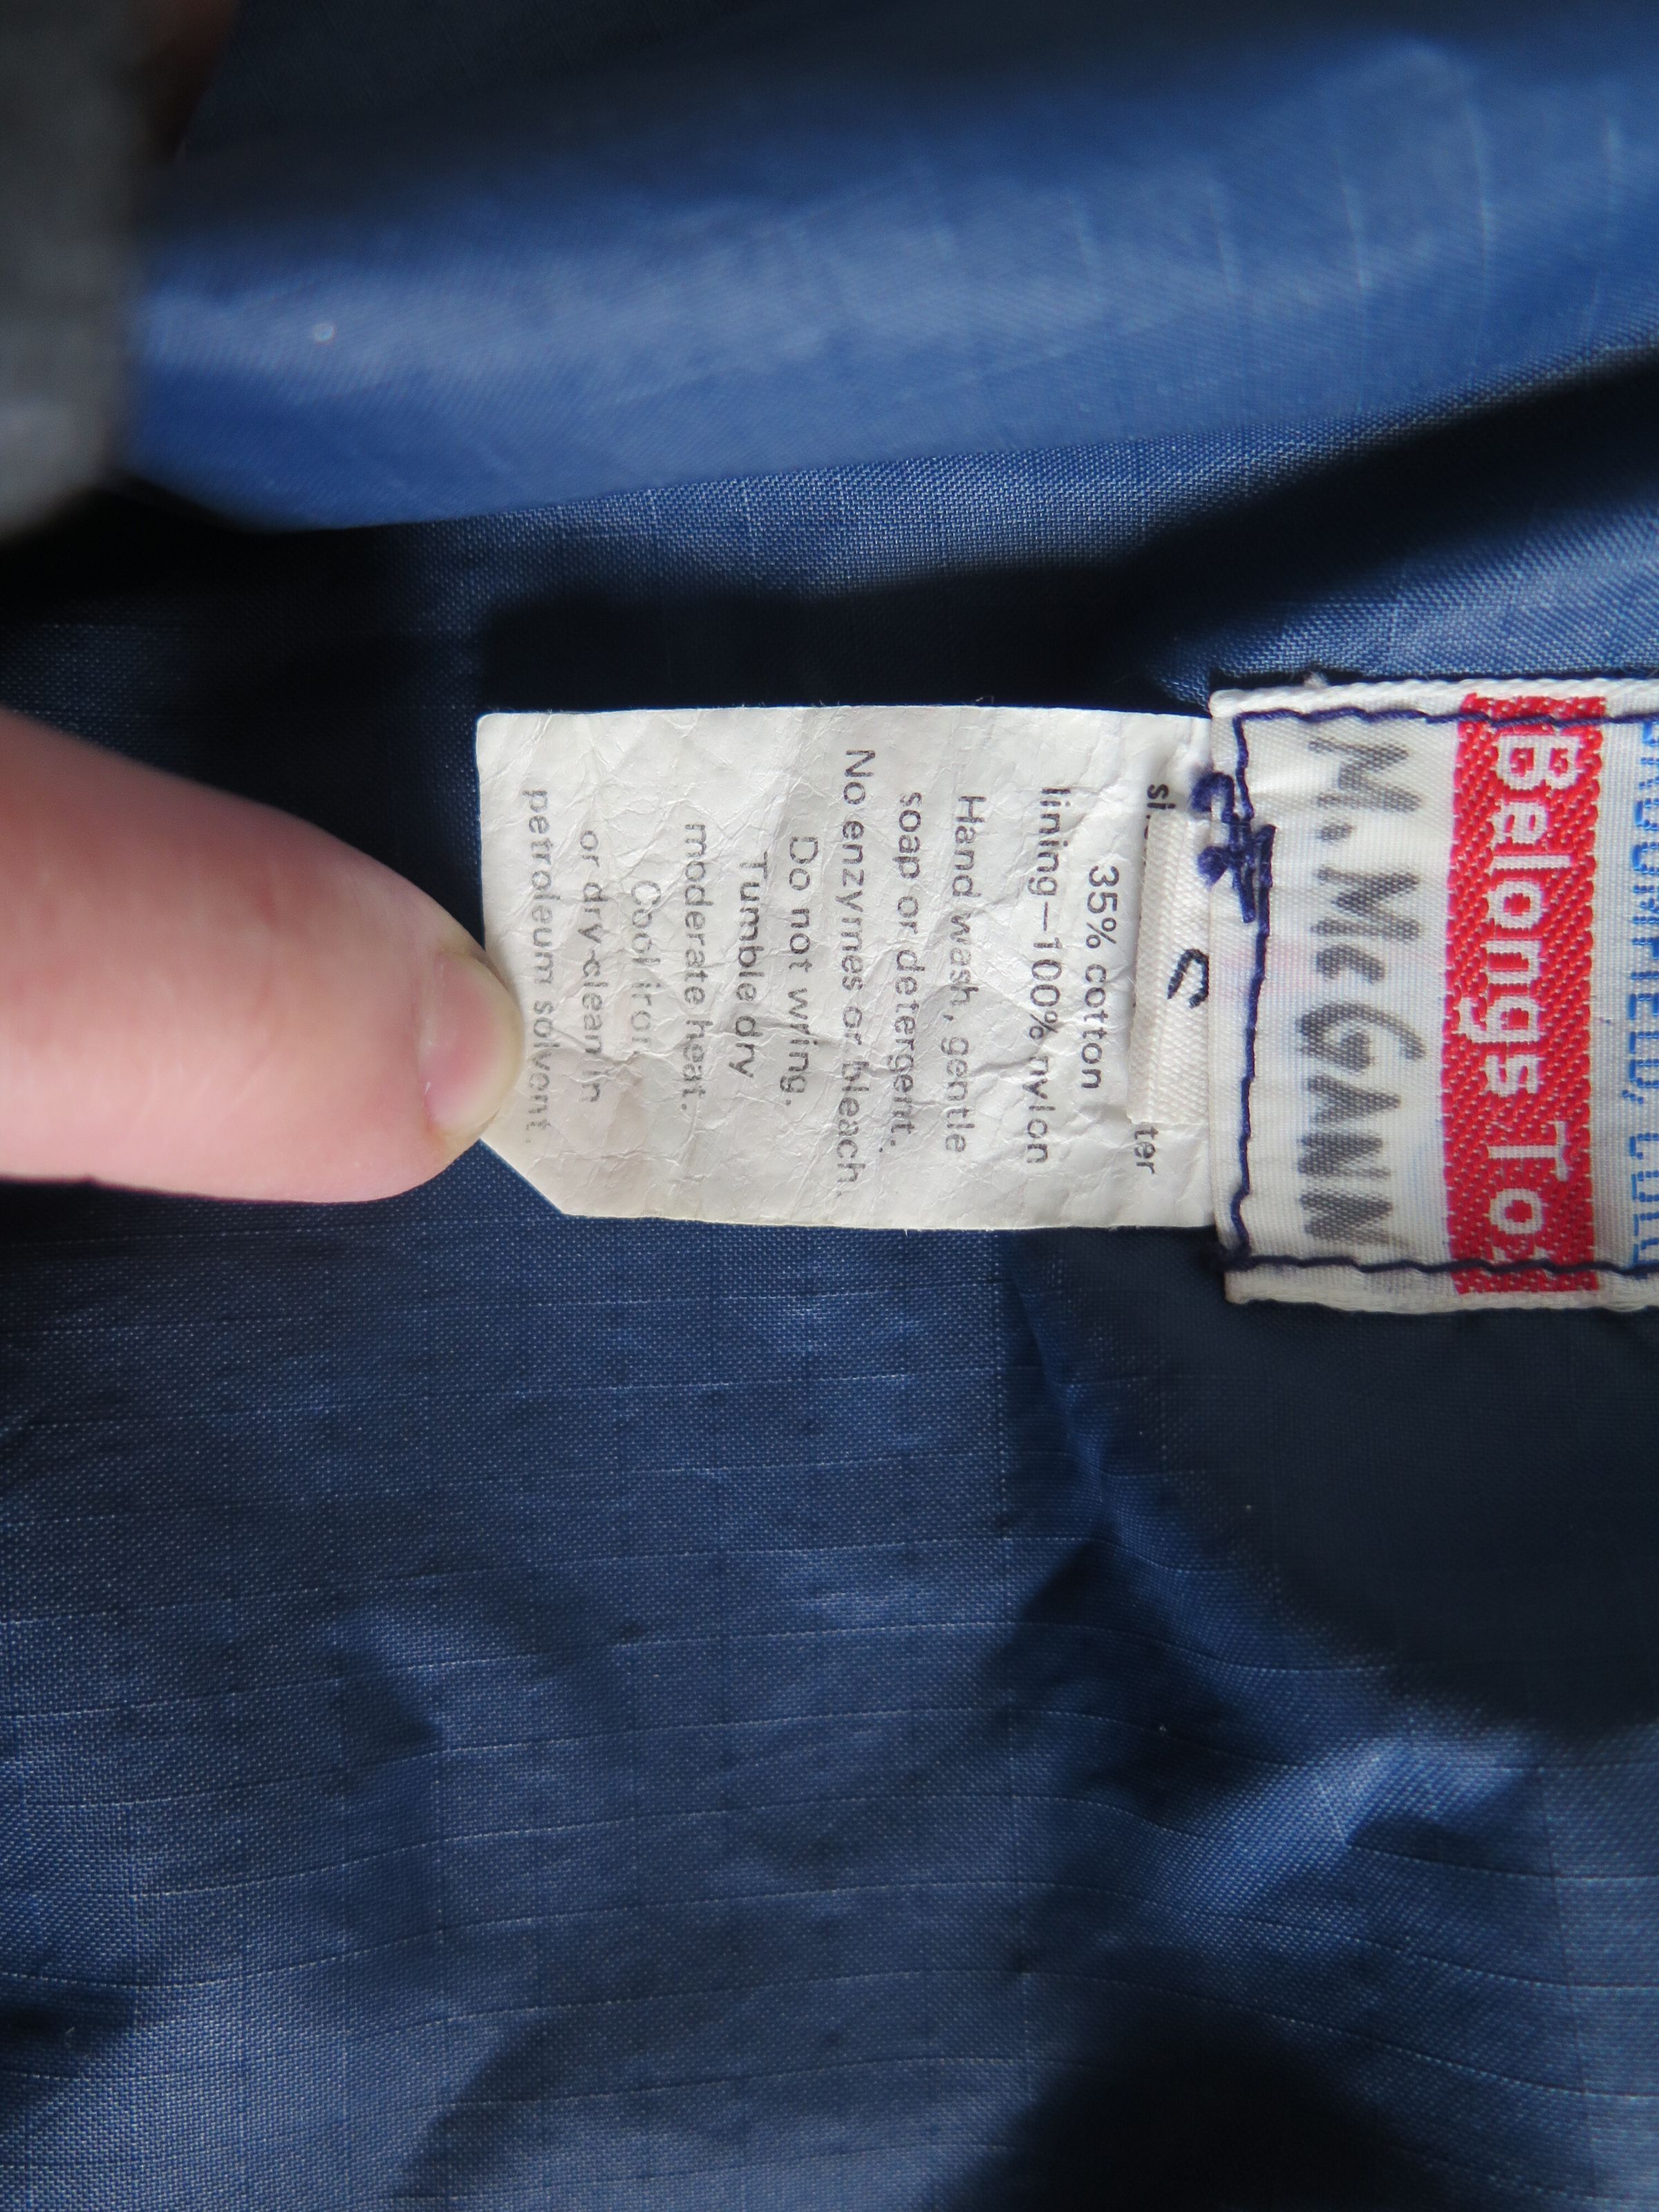 Belongs To:
M. McGANN
ter
35% cotton
lining—100% nylon
Hand wash, gentle
soap or detergent.
No enzymes or bleach.
Do not wring.
Tumble dry
moderate heat.
Cool iron
or dry-clean in
petroleum solvent.